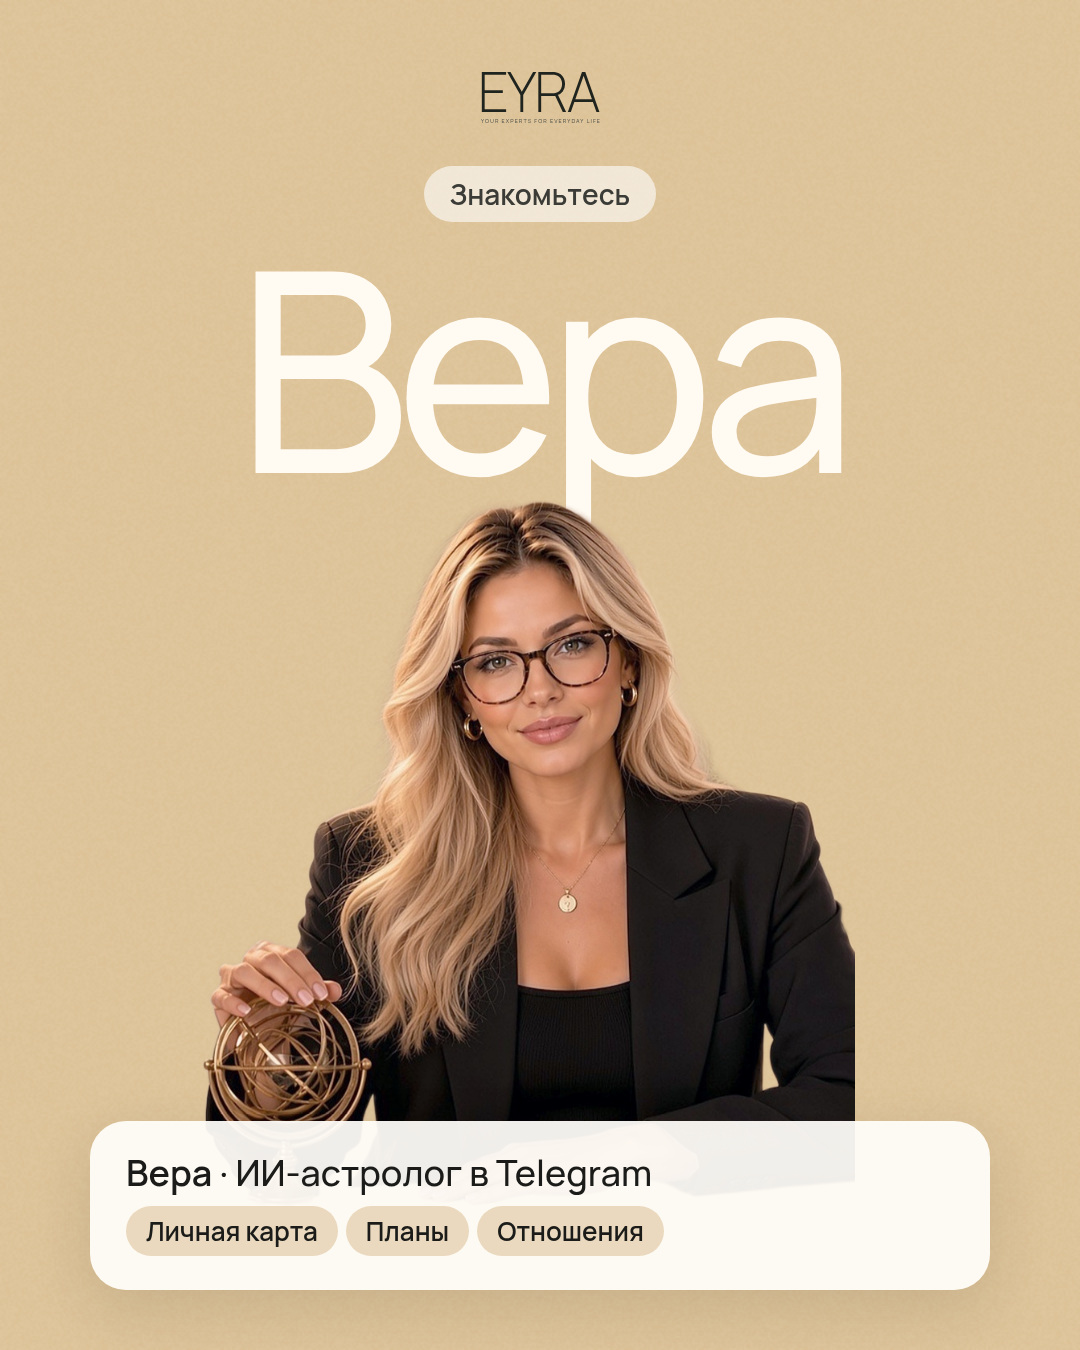 EYRA
YOUR EXPERTS FOR EVERYDAY LIFE
Знакомьтесь
Вера
Вера · ИИ-астролог в Telegram
Личная карта Планы Отношения